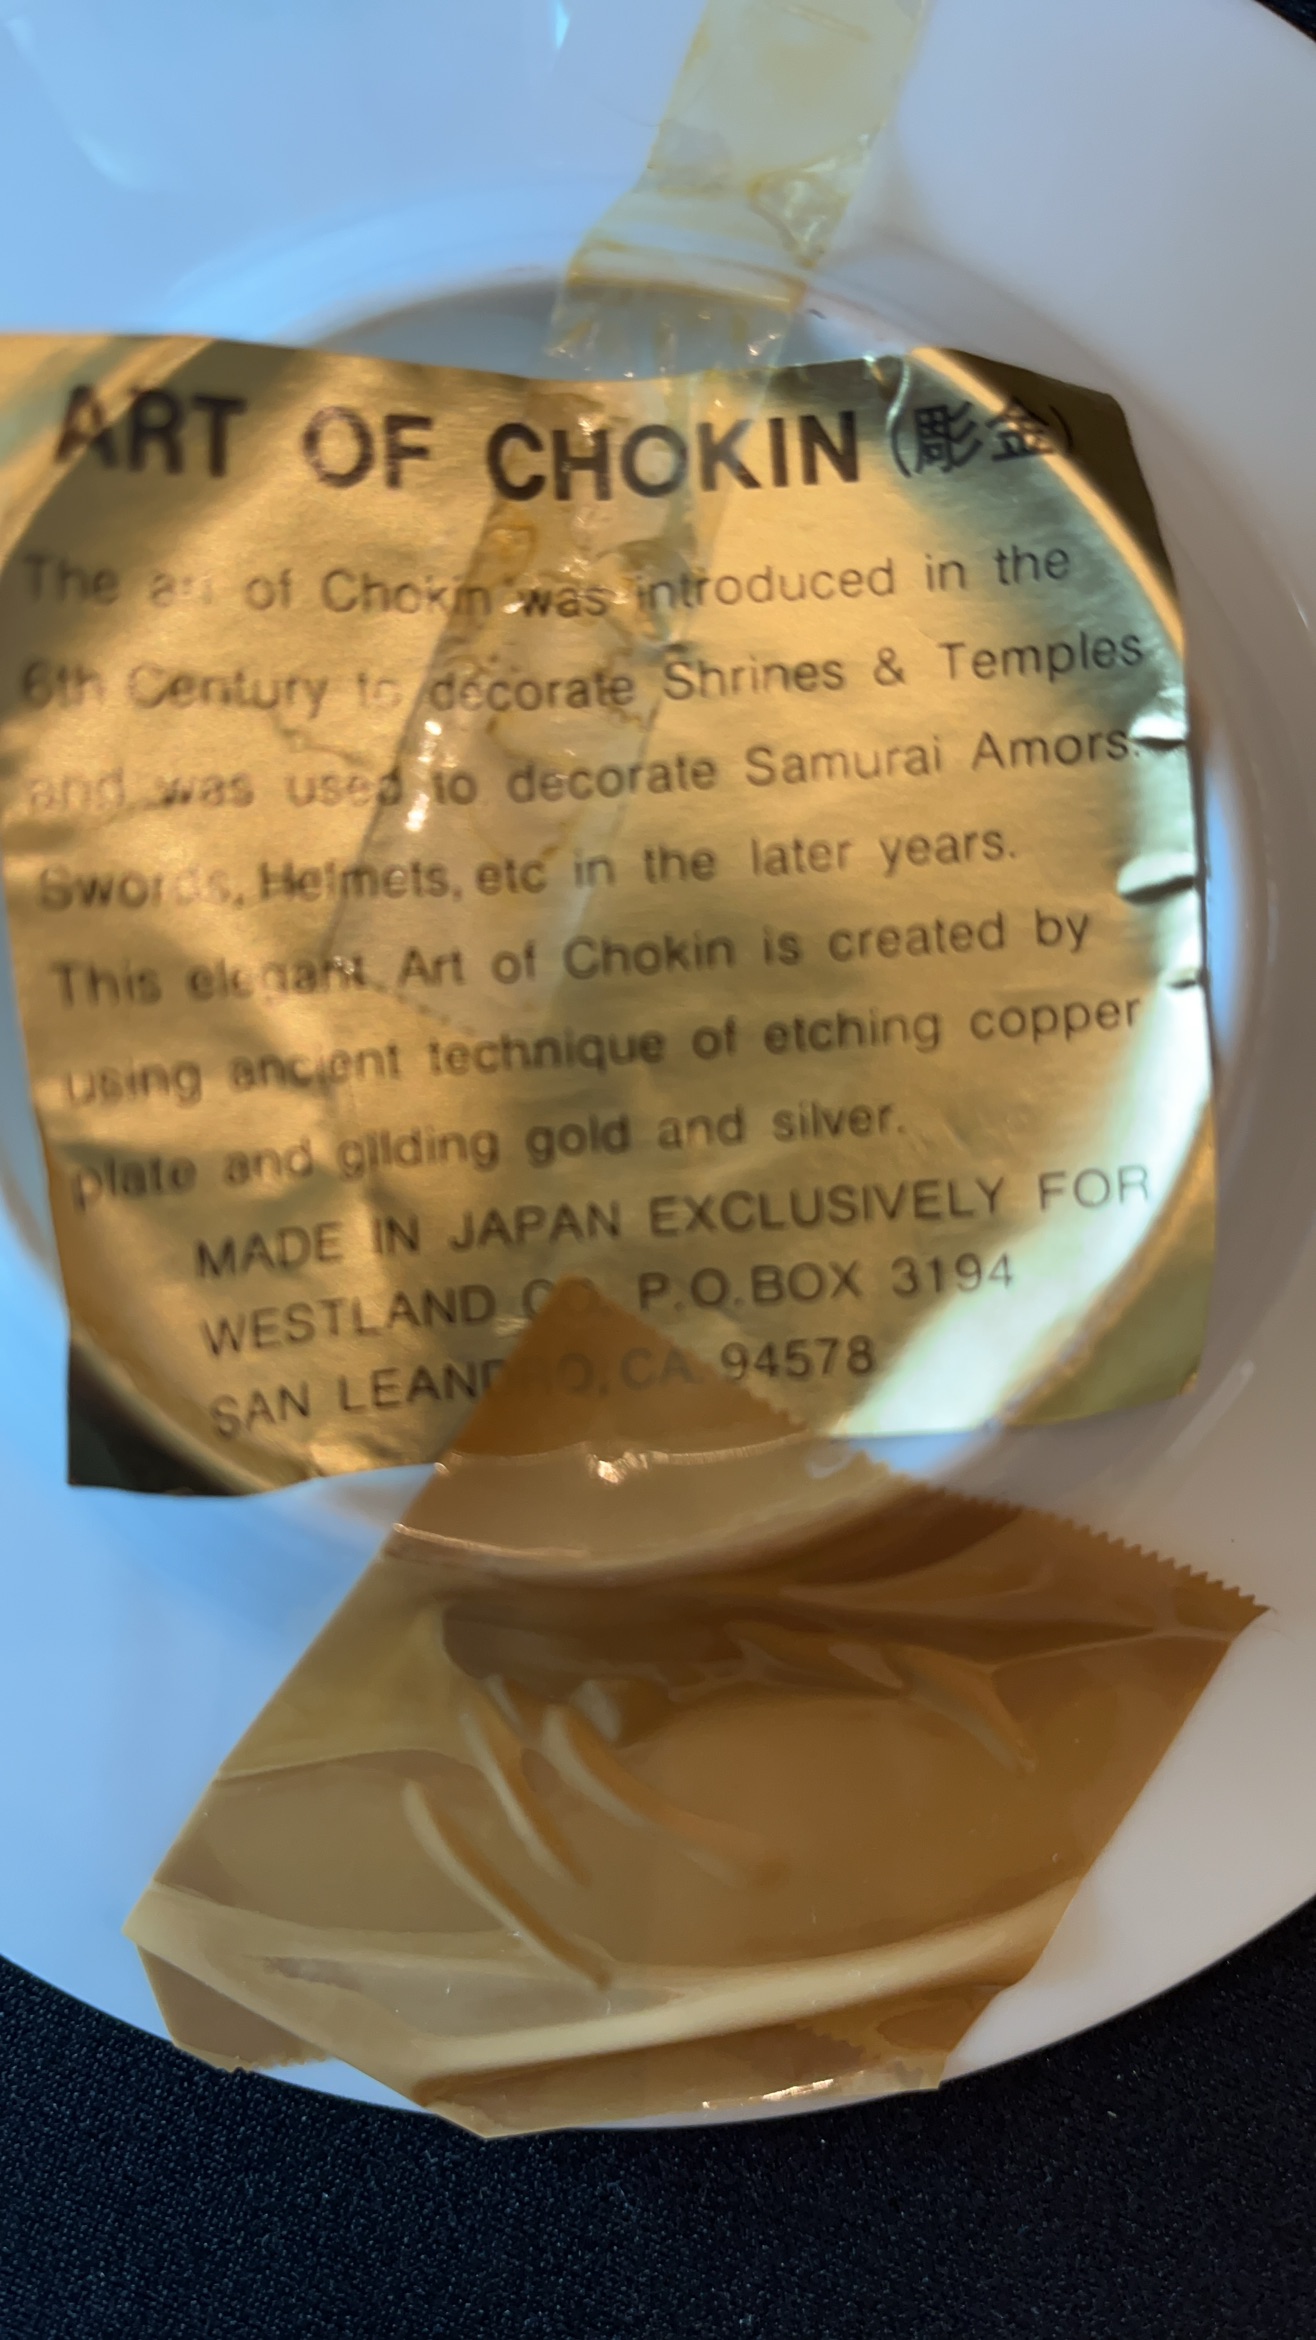 ART OF CHOKIN (彫金)
The art of Chokin was introduced in the
6th Century to decorate Shrines & Temples
and was used to decorate Samurai Amors.
Swords, Helmets, etc in the later years.
This elegant Art of Chokin is created by
using ancient technique of etching copper
plate and gilding gold and silver.
MADE IN JAPAN EXCLUSIVELY FOR
WESTLAND CO. P.O.BOX 3194
SAN LEANDRO, CA. 94578